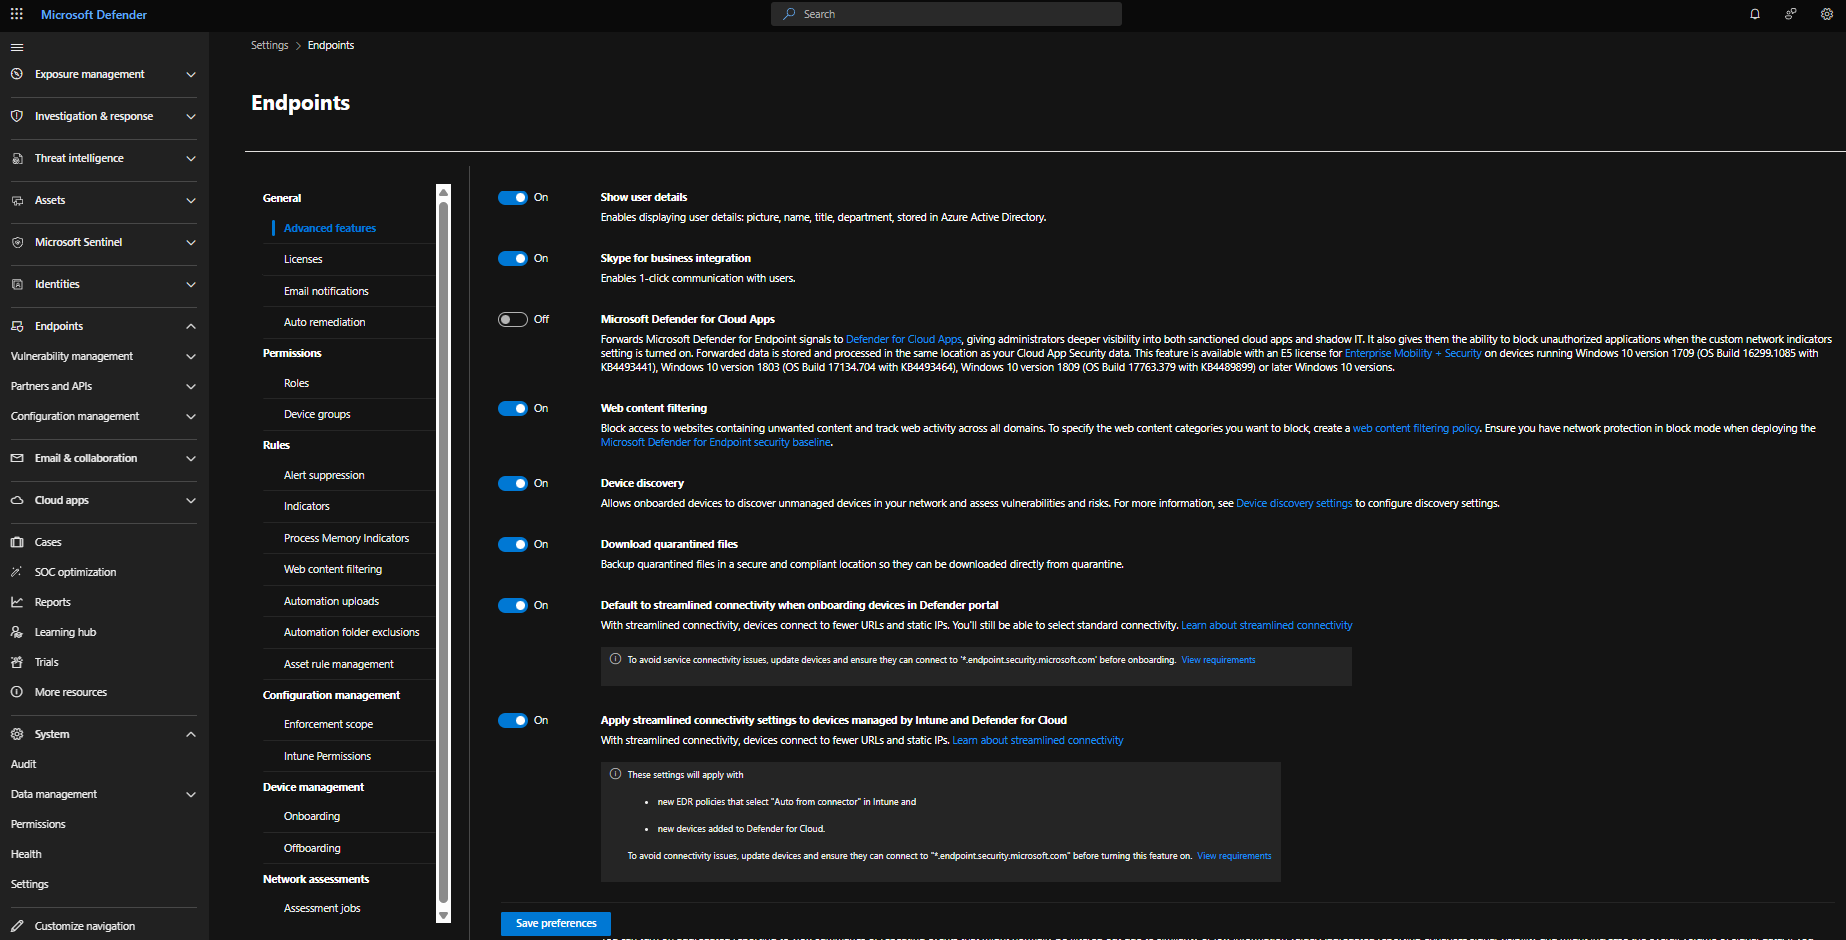 Microsoft Defender
Search
Exposure management
Investigation & response
Threat intelligence
Assets
Microsoft Sentinel
Identities
Endpoints
Vulnerability management
Partners and APIs
Configuration management
Email & collaboration
Cloud apps
Cases
SOC optimization
Reports
Learning hub
Trials
More resources
System
Audit
Data management
Permissions
Health
Settings
Customize navigation
Settings > Endpoints
Endpoints
General
Advanced features
Licenses
Email notifications
Auto remediation
Permissions
Roles
Device groups
Rules
Alert suppression
Indicators
Process Memory Indicators
Web content filtering
Automation uploads
Automation folder exclusions
Asset rule management
Configuration management
Enforcement scope
Intune Permissions
Device management
Onboarding
Offboarding
Network assessments
Assessment jobs
On Show user details
Enables displaying user details: picture, name, title, department, stored in Azure Active Directory.
On Skype for business integration
Enables 1-click communication with users.
Off Microsoft Defender for Cloud Apps
Forwards Microsoft Defender for Endpoint signals to Defender for Cloud Apps, giving administrators deeper visibility into both sanctioned cloud apps and shadow IT. It also gives them the ability to block unauthorized applications when the custom network indicators
setting is turned on. Forwarded data is stored and processed in the same location as your Cloud App Security data. This feature is available with an E5 license for Enterprise Mobility + Security on devices running Windows 10 version 1709 (OS Build 16299.1085 with
KB4493441), Windows 10 version 1803 (OS Build 17134.704 with KB4493464), Windows 10 version 1809 (OS Build 17763.379 with KB4489899) or later Windows 10 versions.
On Web content filtering
Block access to websites containing unwanted content and track web activity across all domains. To specify the web content categories you want to block, create a web content filtering policy. Ensure you have network protection in block mode when deploying the
Microsoft Defender for Endpoint security baseline.
On Device discovery
Allows onboarded devices to discover unmanaged devices in your network and assess vulnerabilities and risks. For more information, see Device discovery settings to configure discovery settings.
On Download quarantined files
Backup quarantined files in a secure and compliant location so they can be downloaded directly from quarantine.
On Default to streamlined connectivity when onboarding devices in Defender portal
With streamlined connectivity, devices connect to fewer URLs and static IPs. You'll still be able to select standard connectivity. Learn about streamlined connectivity
To avoid service connectivity issues, update devices and ensure they can connect to '*.endpoint.security.microsoft.com' before onboarding. View requirements
On Apply streamlined connectivity settings to devices managed by Intune and Defender for Cloud
With streamlined connectivity, devices connect to fewer URLs and static IPs. Learn about streamlined connectivity
These settings will apply with
• new EDR policies that select "Auto from connector" in Intune and
• new devices added to Defender for Cloud.
To avoid connectivity issues, update devices and ensure they can connect to "*.endpoint.security.microsoft.com" before turning this feature on. View requirements
Save preferences